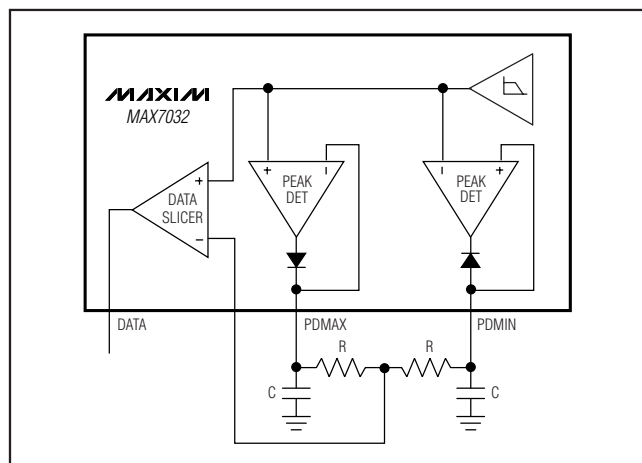 MAXIM
MAX7032
DATA
SLICER
+
−
PEAK
DET
+
−
PEAK
DET
−
+
DATA
PDMAX
PDMIN
R
R
C
C